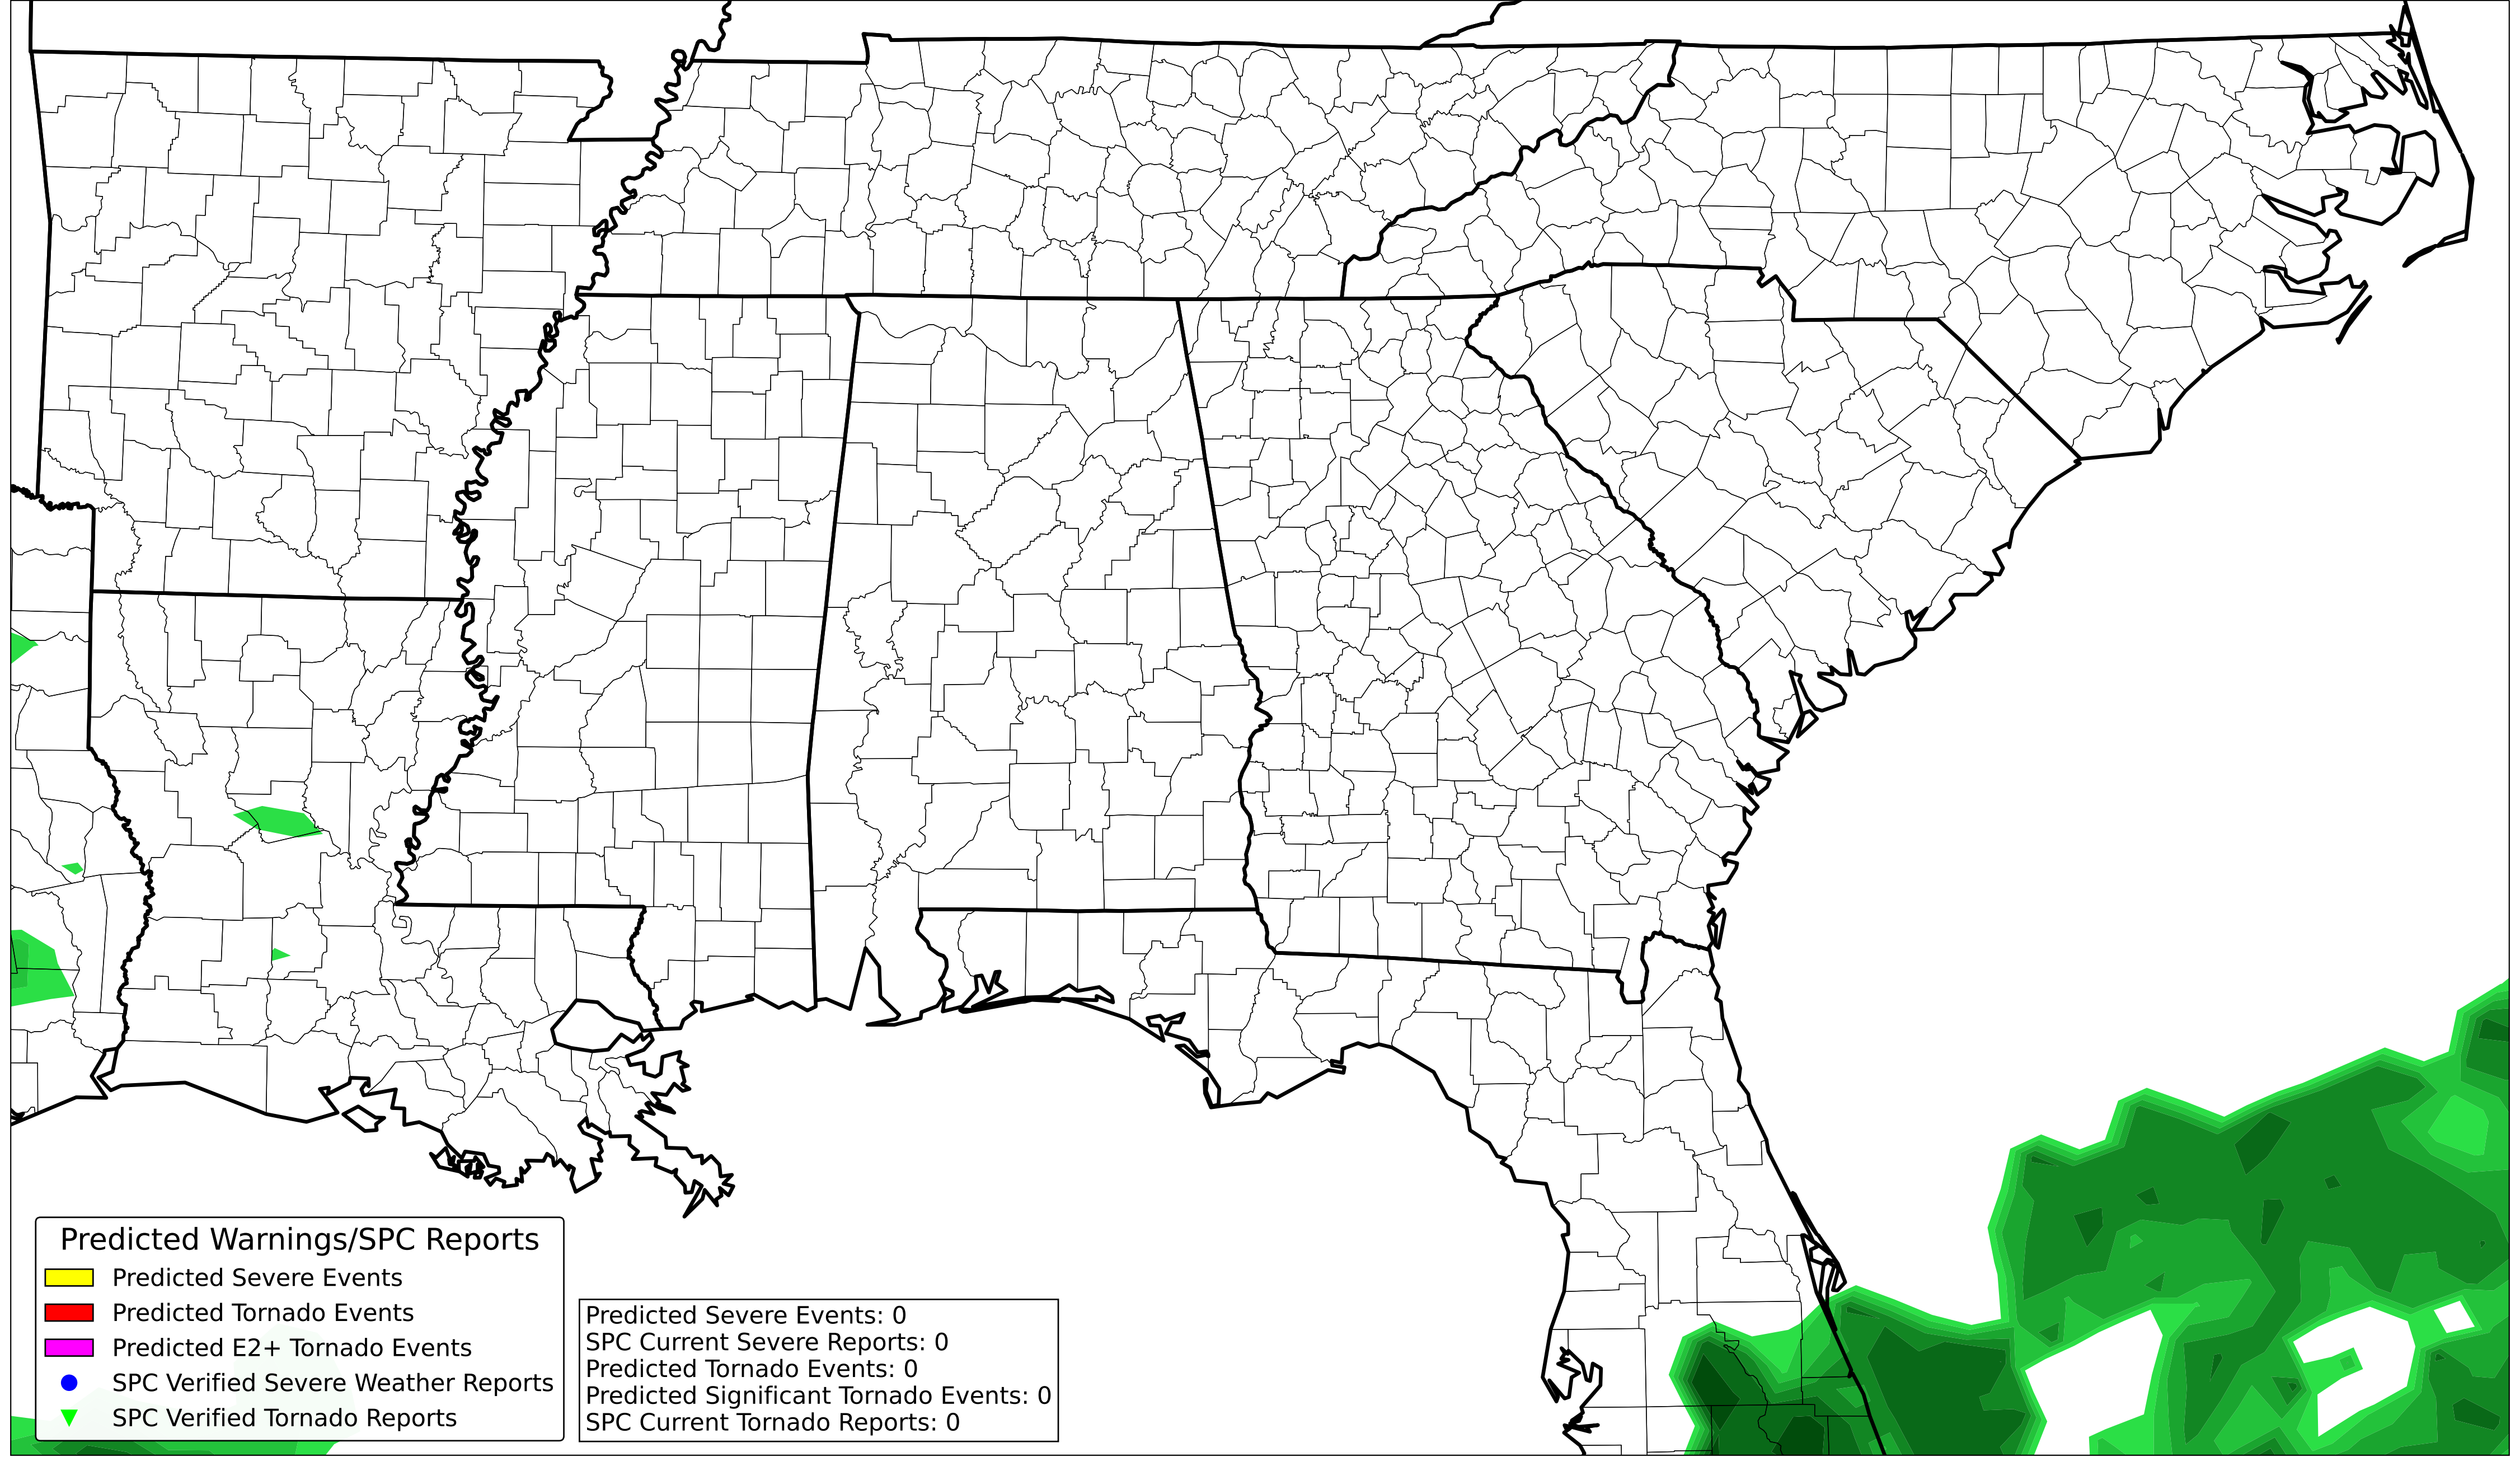 Predicted Warnings/SPC Reports
Predicted Severe Events
Predicted Tornado Events
Predicted E2+ Tornado Events
SPC Verified Severe Weather Reports
SPC Verified Tornado Reports
Predicted Severe Events: 0
SPC Current Severe Reports: 0
Predicted Tornado Events: 0
Predicted Significant Tornado Events: 0
SPC Current Tornado Reports: 0